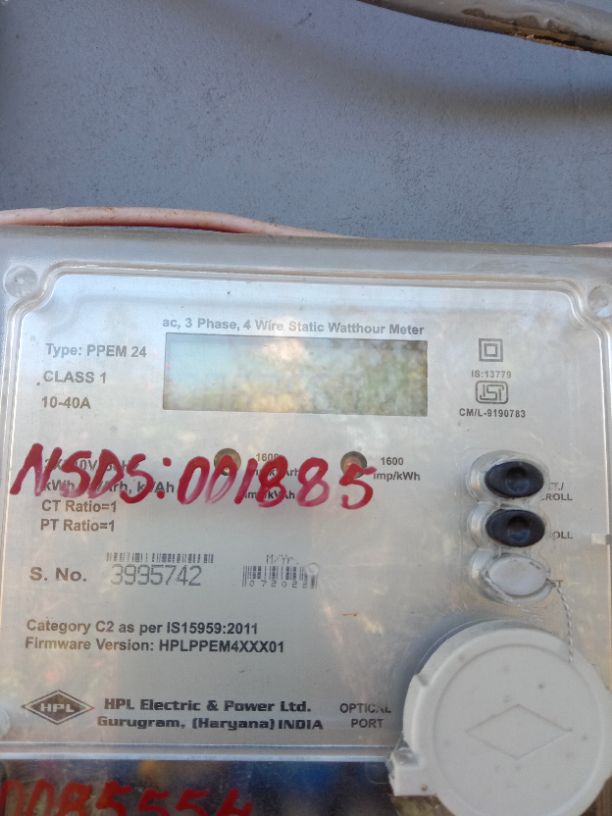 ac, 3 Phase, 4 Wire Static Watthour Meter
Type: PPEM 24
CLASS 1
10-40A
IS:13779
CM/L-9190783
NSDS:001885
1600
1600
imp/kWh
CT Ratio=1
PT Ratio=1
S. No. 3995742
M/Yr.
Category C2 as per IS15959:2011
Firmware Version: HPLPPEM4XXX01
HPL
HPL Electric & Power Ltd.
Gurugram, (Haryana) INDIA
OPTICAL
PORT